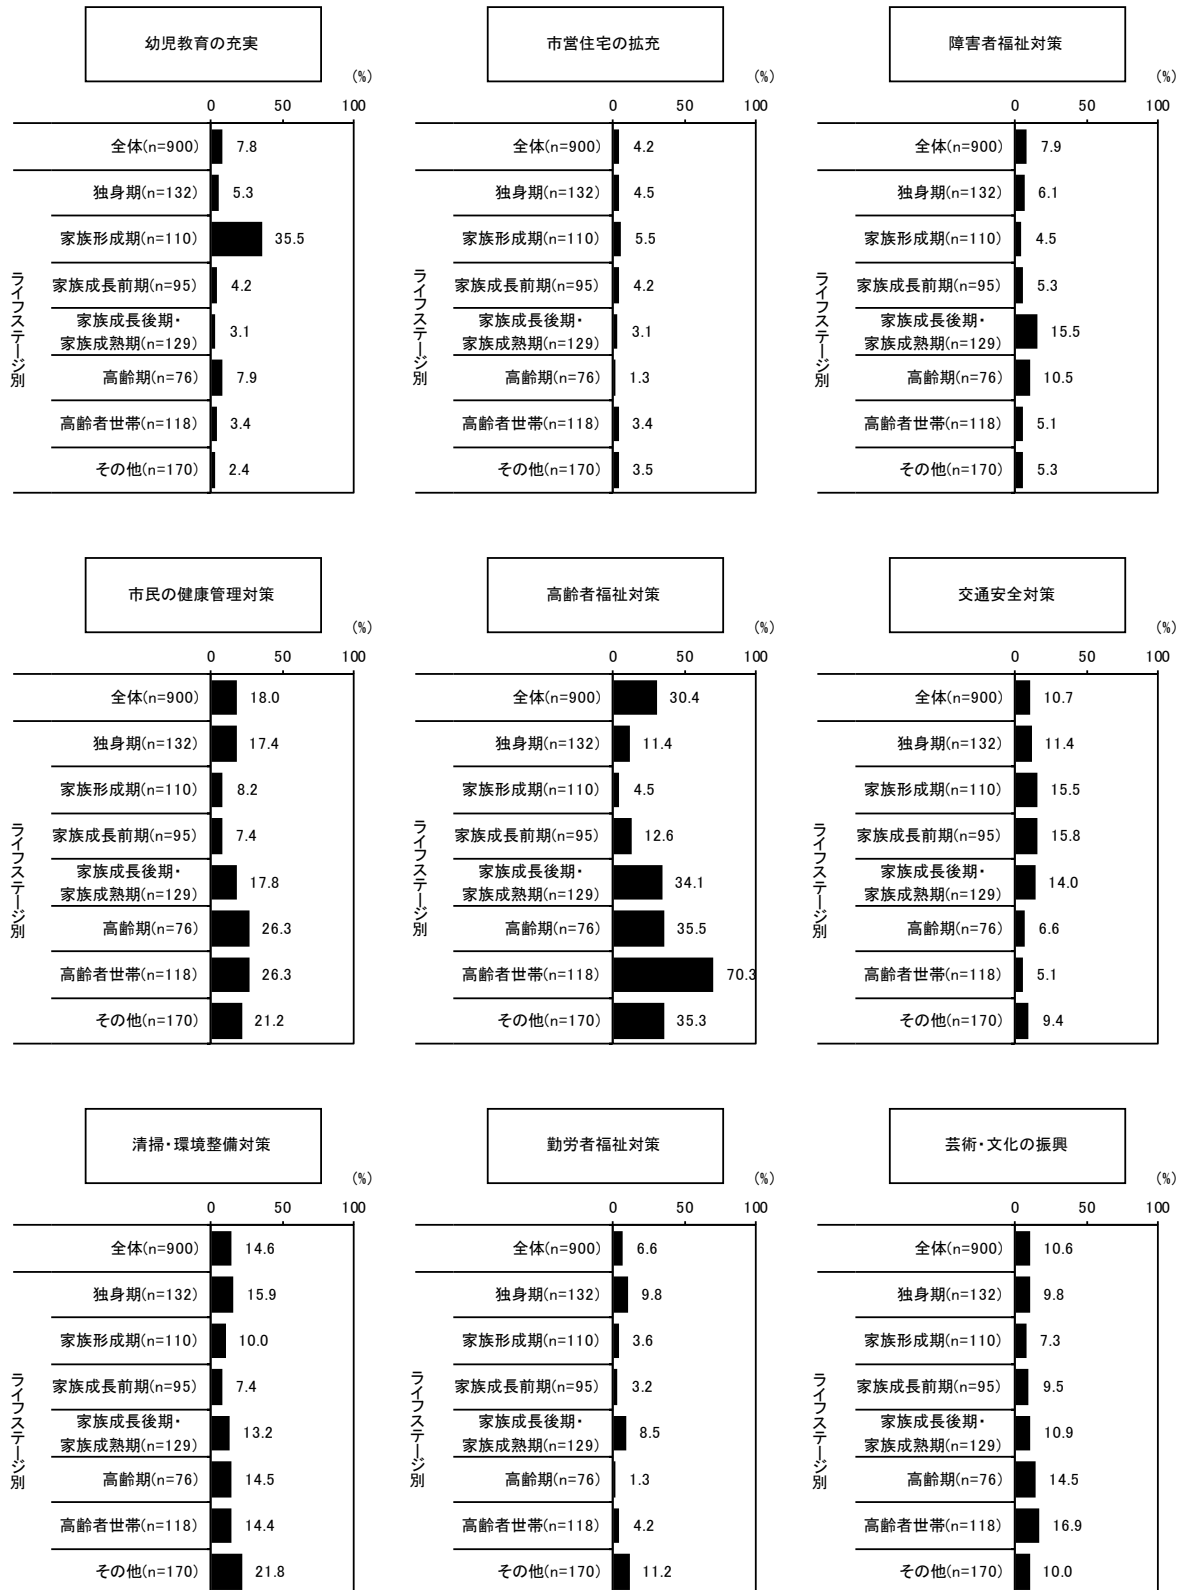 幼児教育の充実
(%)
0 50 100
全体(n=900) 7.8
独身期(n=132) 5.3
家族形成期(n=110) 35.5
家族成長前期(n=95) 4.2
家族成長後期・
家族成熟期(n=129) 3.1
高齢期(n=76) 7.9
高齢者世帯(n=118) 3.4
その他(n=170) 2.4
ライフステージ別
市営住宅の拡充
(%)
0 50 100
全体(n=900) 4.2
独身期(n=132) 4.5
家族形成期(n=110) 5.5
家族成長前期(n=95) 4.2
家族成長後期・
家族成熟期(n=129) 3.1
高齢期(n=76) 1.3
高齢者世帯(n=118) 3.4
その他(n=170) 3.5
ライフステージ別
障害者福祉対策
(%)
0 50 100
全体(n=900) 7.9
独身期(n=132) 6.1
家族形成期(n=110) 4.5
家族成長前期(n=95) 5.3
家族成長後期・
家族成熟期(n=129) 15.5
高齢期(n=76) 10.5
高齢者世帯(n=118) 5.1
その他(n=170) 5.3
ライフステージ別
市民の健康管理対策
(%)
0 50 100
全体(n=900) 18.0
独身期(n=132) 17.4
家族形成期(n=110) 8.2
家族成長前期(n=95) 7.4
家族成長後期・
家族成熟期(n=129) 17.8
高齢期(n=76) 26.3
高齢者世帯(n=118) 26.3
その他(n=170) 21.2
ライフステージ別
高齢者福祉対策
(%)
0 50 100
全体(n=900) 30.4
独身期(n=132) 11.4
家族形成期(n=110) 4.5
家族成長前期(n=95) 12.6
家族成長後期・
家族成熟期(n=129) 34.1
高齢期(n=76) 35.5
高齢者世帯(n=118) 70.3
その他(n=170) 35.3
ライフステージ別
交通安全対策
(%)
0 50 100
全体(n=900) 10.7
独身期(n=132) 11.4
家族形成期(n=110) 15.5
家族成長前期(n=95) 15.8
家族成長後期・
家族成熟期(n=129) 14.0
高齢期(n=76) 6.6
高齢者世帯(n=118) 5.1
その他(n=170) 9.4
ライフステージ別
清掃・環境整備対策
(%)
0 50 100
全体(n=900) 14.6
独身期(n=132) 15.9
家族形成期(n=110) 10.0
家族成長前期(n=95) 7.4
家族成長後期・
家族成熟期(n=129) 13.2
高齢期(n=76) 14.5
高齢者世帯(n=118) 14.4
その他(n=170) 21.8
ライフステージ別
勤労者福祉対策
(%)
0 50 100
全体(n=900) 6.6
独身期(n=132) 9.8
家族形成期(n=110) 3.6
家族成長前期(n=95) 3.2
家族成長後期・
家族成熟期(n=129) 8.5
高齢期(n=76) 1.3
高齢者世帯(n=118) 4.2
その他(n=170) 11.2
ライフステージ別
芸術・文化の振興
(%)
0 50 100
全体(n=900) 10.6
独身期(n=132) 9.8
家族形成期(n=110) 7.3
家族成長前期(n=95) 9.5
家族成長後期・
家族成熟期(n=129) 10.9
高齢期(n=76) 14.5
高齢者世帯(n=118) 16.9
その他(n=170) 10.0
ライフステージ別